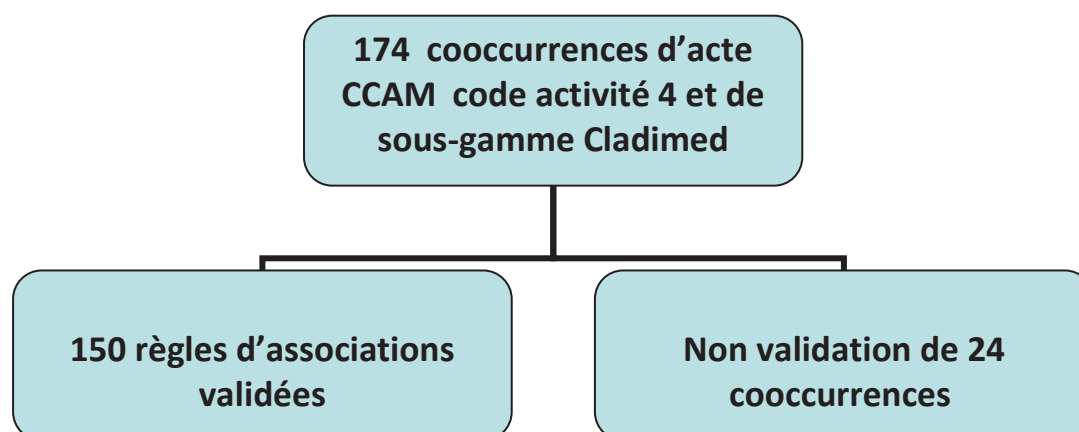 174 cooccurrences d’acte
CCAM code activité 4 et de
sous-gamme Cladimed
150 règles d’associations
validées
Non validation de 24
cooccurrences